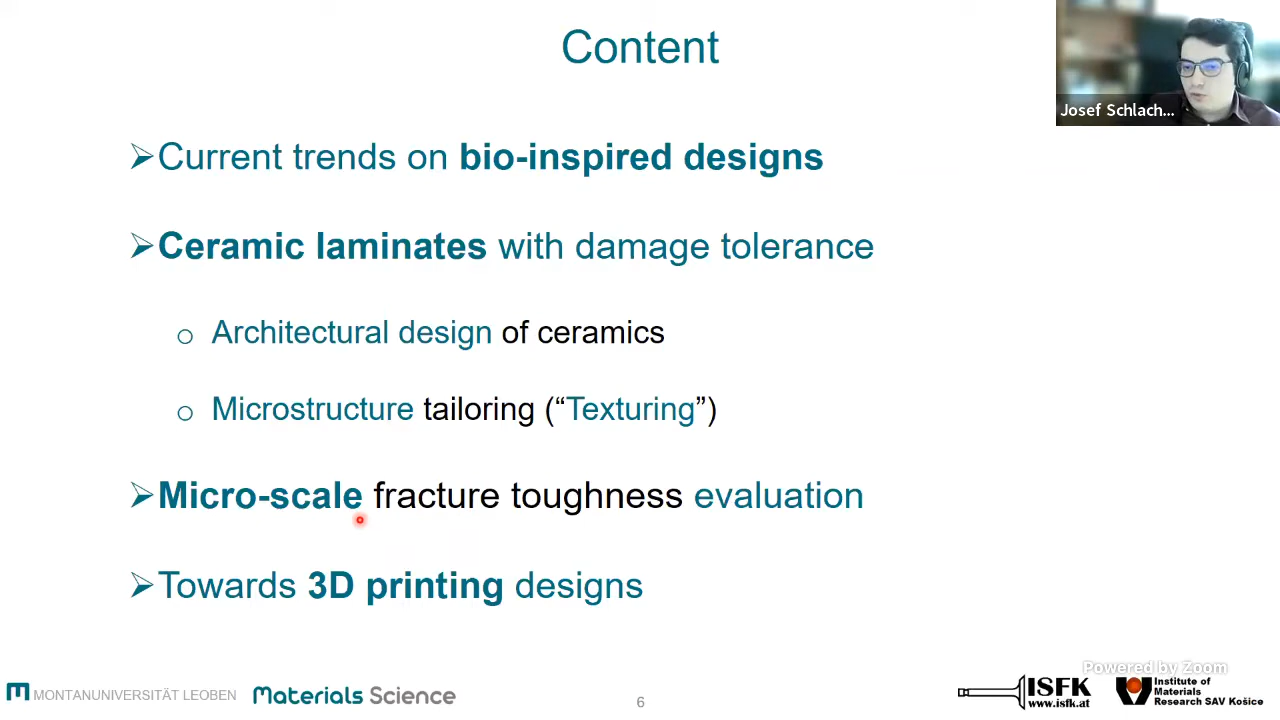 Content
Josef Schlach...
Current trends on bio-inspired designs
Ceramic laminates with damage tolerance
Architectural design of ceramics
Microstructure tailoring (“Texturing”)
Micro-scale fracture toughness evaluation
Towards 3D printing designs
Powered by Zoom
MONTANUNIVERSITÄT LEOBEN
Materials Science
6
ISFK
www.isfk.at
Institute of
Materials
Research SAV Košice